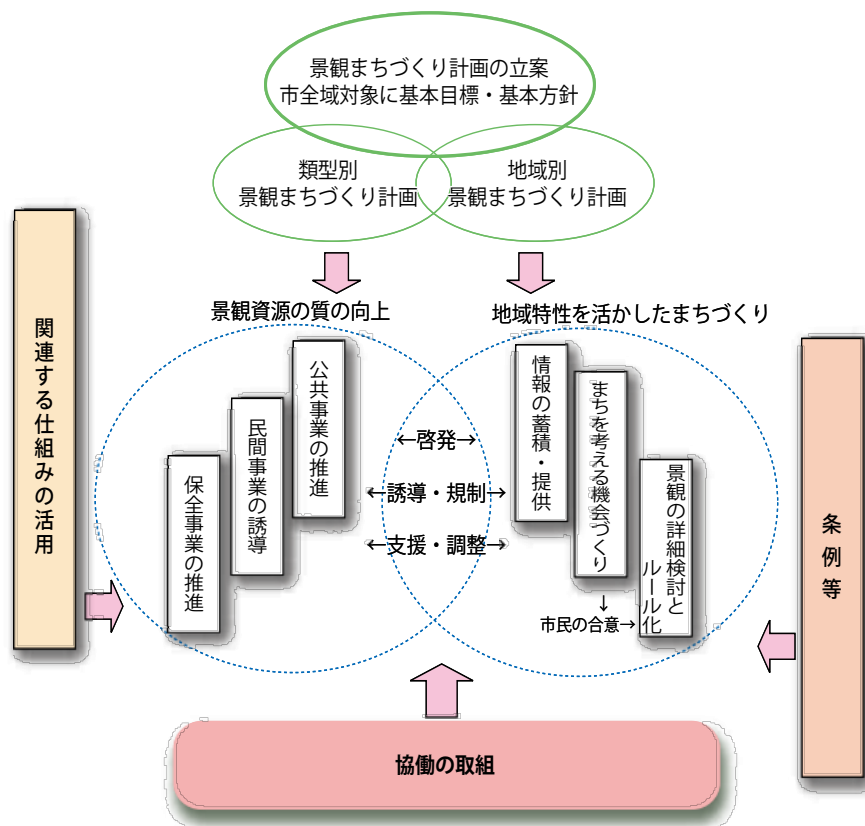 景観まちづくり計画の立案
市全域対象に基本目標・基本方針
類型別
景観まちづくり計画
地域別
景観まちづくり計画
景観資源の質の向上
地域特性を活かしたまちづくり
関連する仕組みの活用
保全事業の推進
民間事業の誘導
公共事業の推進
←啓発→
←誘導・規制→
←支援・調整→
情報の蓄積・提供
まちを考える機会づくり
景観の詳細検討と
ルール化
↓
市民の合意→
条例等
協働の取組